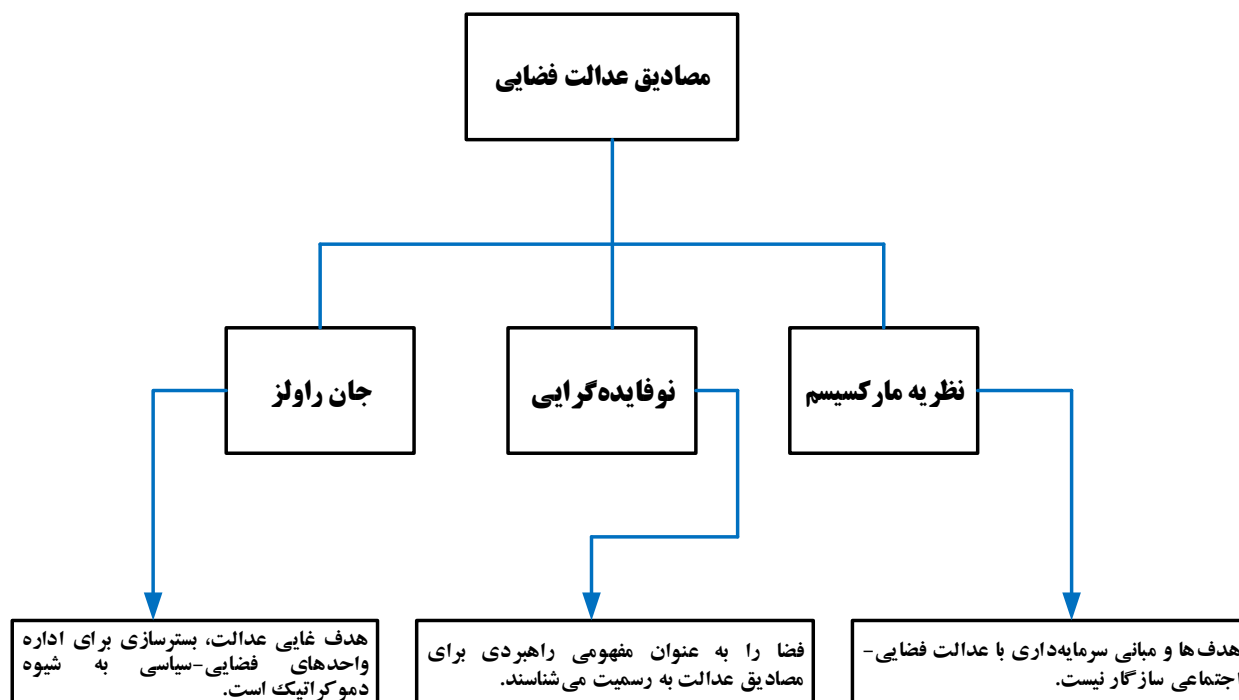 مصادیق عدالت فضایی
نظریه مارکسیسم
نوفایده‌گرایی
جان راولز
هدف‌ها و مبانی سرمایه‌داری با عدالت فضایی-
اجتماعی سازگار نیست.
فضا را به عنوان مفهومی راهبردی برای
مصادیق عدالت به رسمیت می‌شناسند.
هدف غایی عدالت، بسترسازی برای اداره
واحدهای فضایی-سیاسی به شیوه
دموکراتیک است.